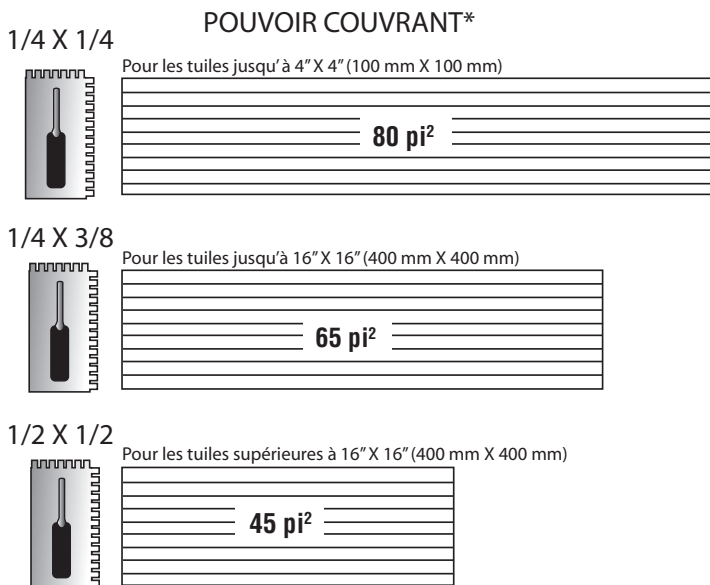 POUVOIR COUVRANT*
1/4 X 1/4
Pour les tuiles jusqu'à 4" X 4" (100 mm X 100 mm)
80 pi²
1/4 X 3/8
Pour les tuiles jusqu'à 16" X 16" (400 mm X 400 mm)
65 pi²
1/2 X 1/2
Pour les tuiles supérieures à 16" X 16" (400 mm X 400 mm)
45 pi²